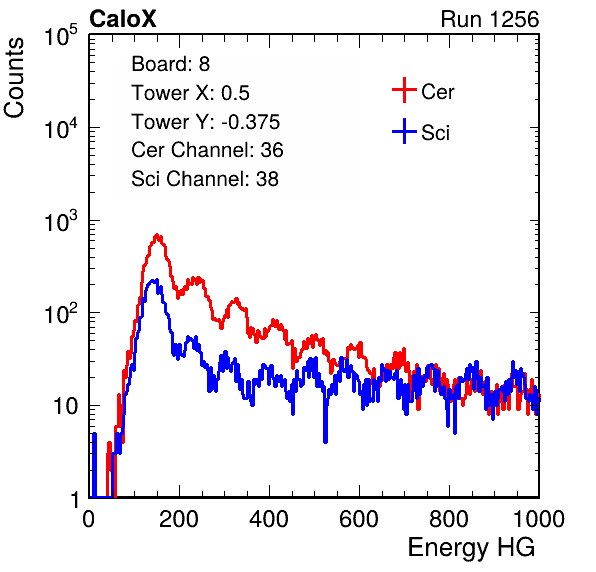 CaloX Run 1256
Counts
Board: 8
Tower X: 0.5
Tower Y: -0.375
Cer Channel: 36
Sci Channel: 38
Cer
Sci
10^5
10^4
10^3
10^2
10
1
0 200 400 600 800 1000
Energy HG